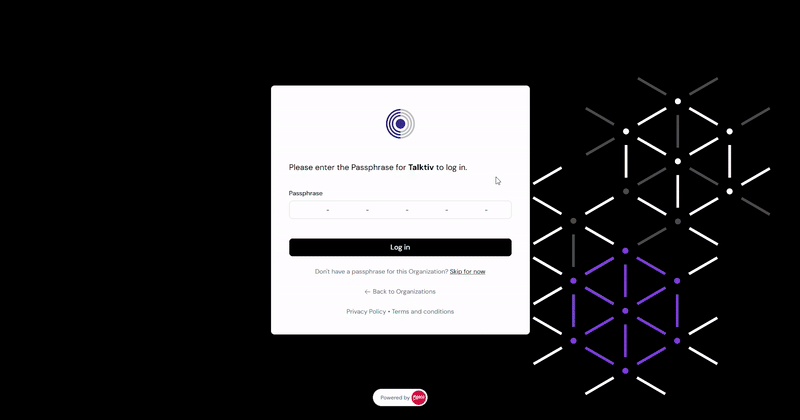 Please enter the Passphrase for Talktiv to log in.
Passphrase
- - - - -
Log in
Don't have a passphrase for this Organization? Skip for now
← Back to Organizations
Privacy Policy • Terms and conditions
Powered by